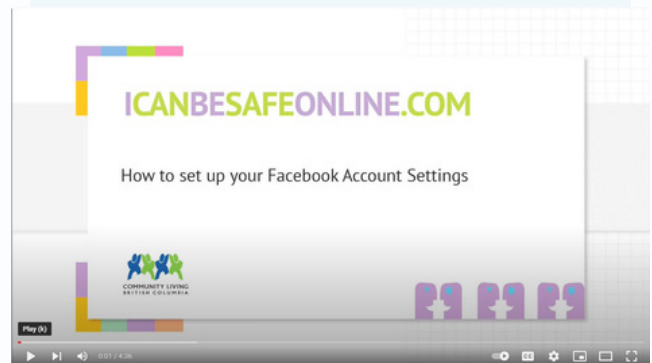 ICANBESAFEONLINE.COM
How to set up your Facebook Account Settings
COMMUNITY LIVING
BRITISH COLUMBIA
Play (k)
0:01 / 4:36